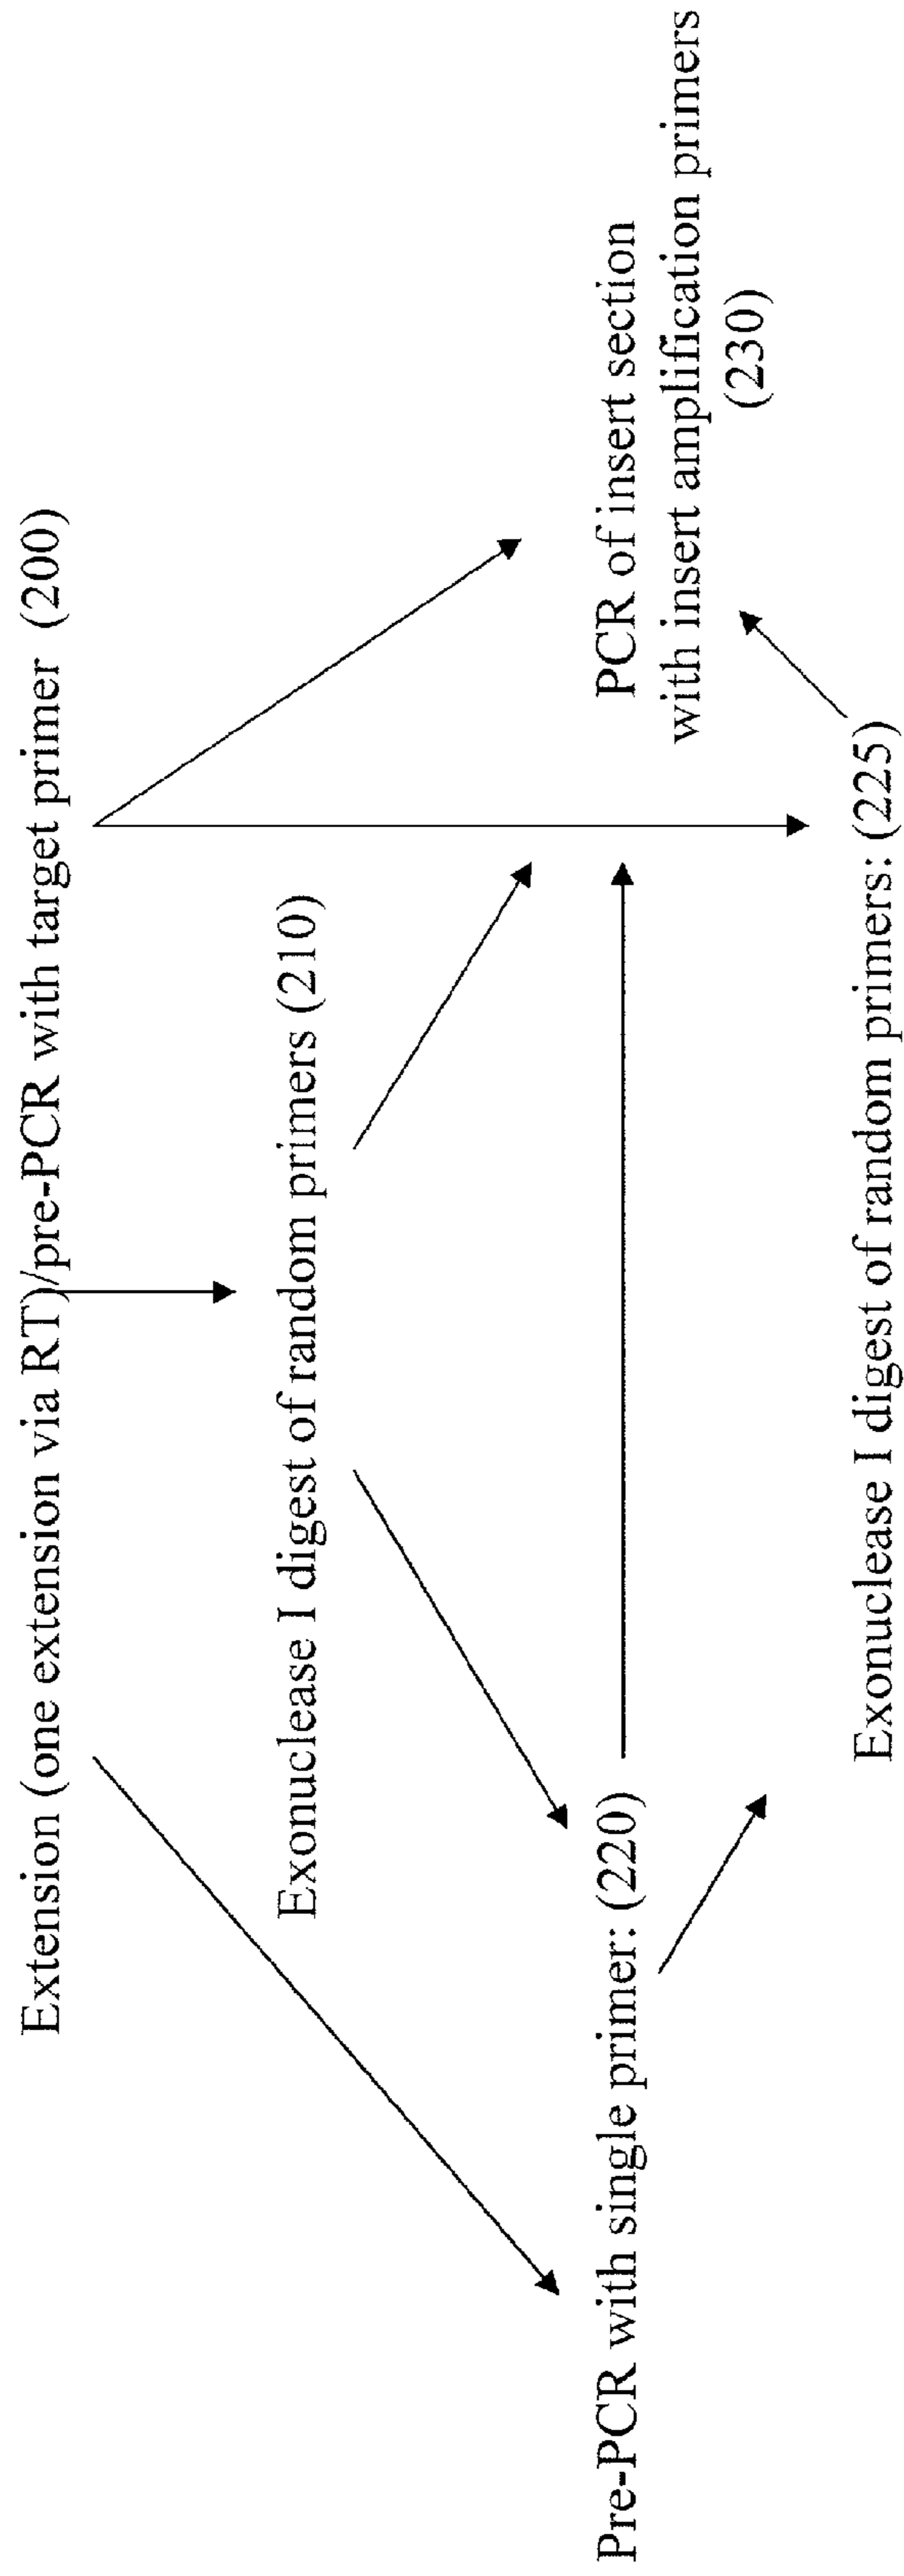 Extension (one extension via RT)/pre-PCR with target primer (200)
Exonuclease I digest of random primers (210)
Pre-PCR with single primer: (220)
PCR of insert section
with insert amplification primers
(230)
Exonuclease I digest of random primers: (225)